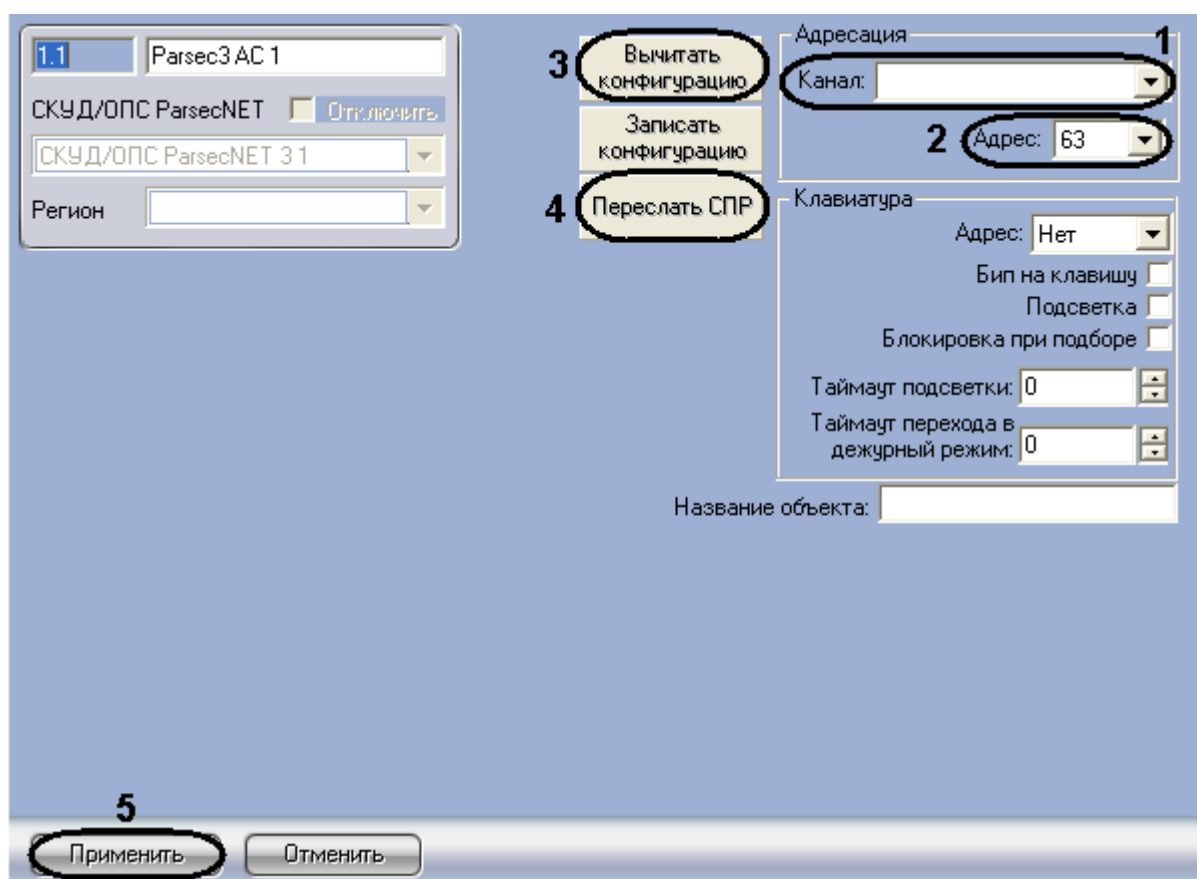 1.1 Parsec3 AC 1
СКУД/ОПС ParsecNET Отключить
СКУД/ОПС ParsecNET 3 1
Регион
3 Вычитать
конфигурацию
Записать
конфигурацию
4 Переслать СПР
Адресация 1
Канал:
2 Адрес: 63
Клавиатура
Адрес: Нет
Бип на клавишу
Подсветка
Блокировка при подборе
Таймаут подсветки: 0
Таймаут перехода в
дежурный режим: 0
Название объекта:
5
Применить Отменить